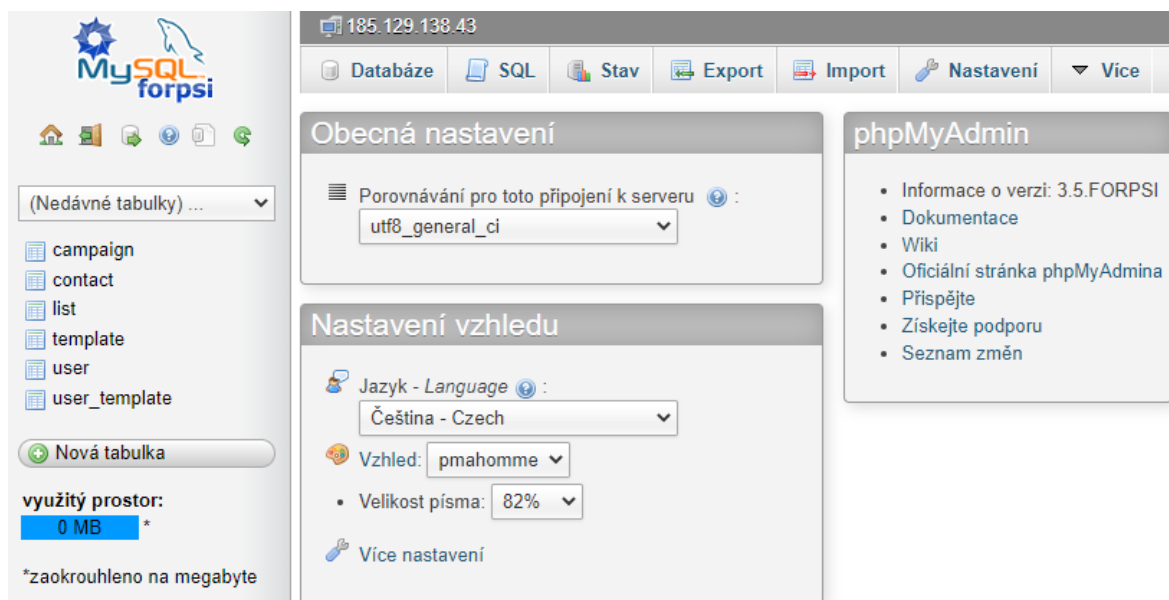 MySQL
forpsi
(Nedávné tabulky) ...
campaign
contact
list
template
user
user_template
Nová tabulka
využitý prostor:
0 MB *
*zaokrouhleno na megabyte
185.129.138.43
Databáze SQL Stav Export Import Nastavení Více
Obecná nastavení
Porovnávání pro toto připojení k serveru :
utf8_general_ci
Nastavení vzhledu
Jazyk - Language :
Čeština - Czech
Vzhled: pmahomme
• Velikost písma: 82%
Více nastavení
phpMyAdmin
• Informace o verzi: 3.5.FORPSI
• Dokumentace
• Wiki
• Oficiální stránka phpMyAdmina
• Přispějte
• Získejte podporu
• Seznam změn